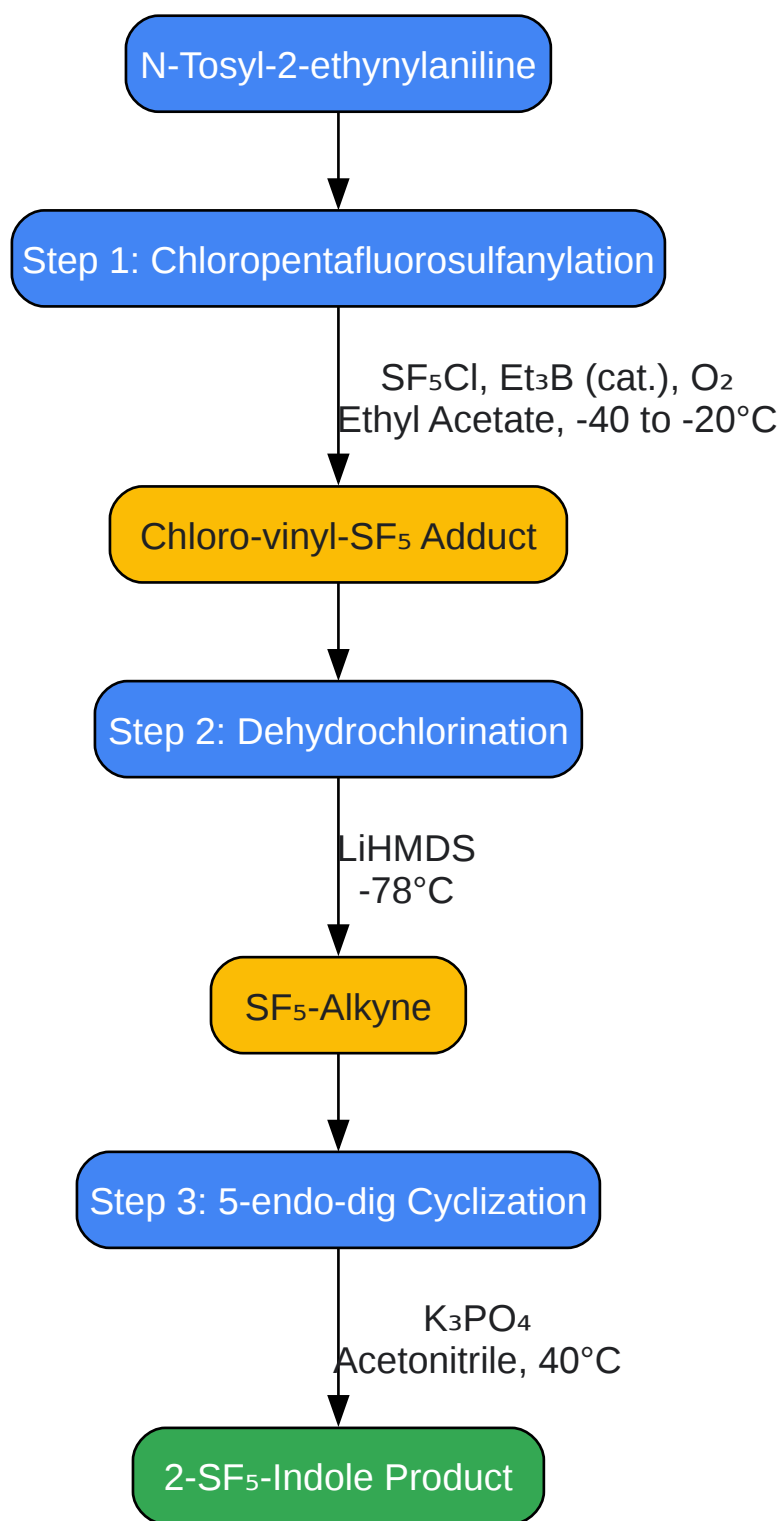 N-Tosyl-2-ethynylaniline
Step 1: Chloropentafluorosulfanylation
SF₅Cl, Et₃B (cat.), O₂
Ethyl Acetate, -40 to -20°C
Chloro-vinyl-SF₅ Adduct
Step 2: Dehydrochlorination
LiHMDS
-78°C
SF₅-Alkyne
Step 3: 5-endo-dig Cyclization
K₃PO₄
Acetonitrile, 40°C
2-SF₅-Indole Product